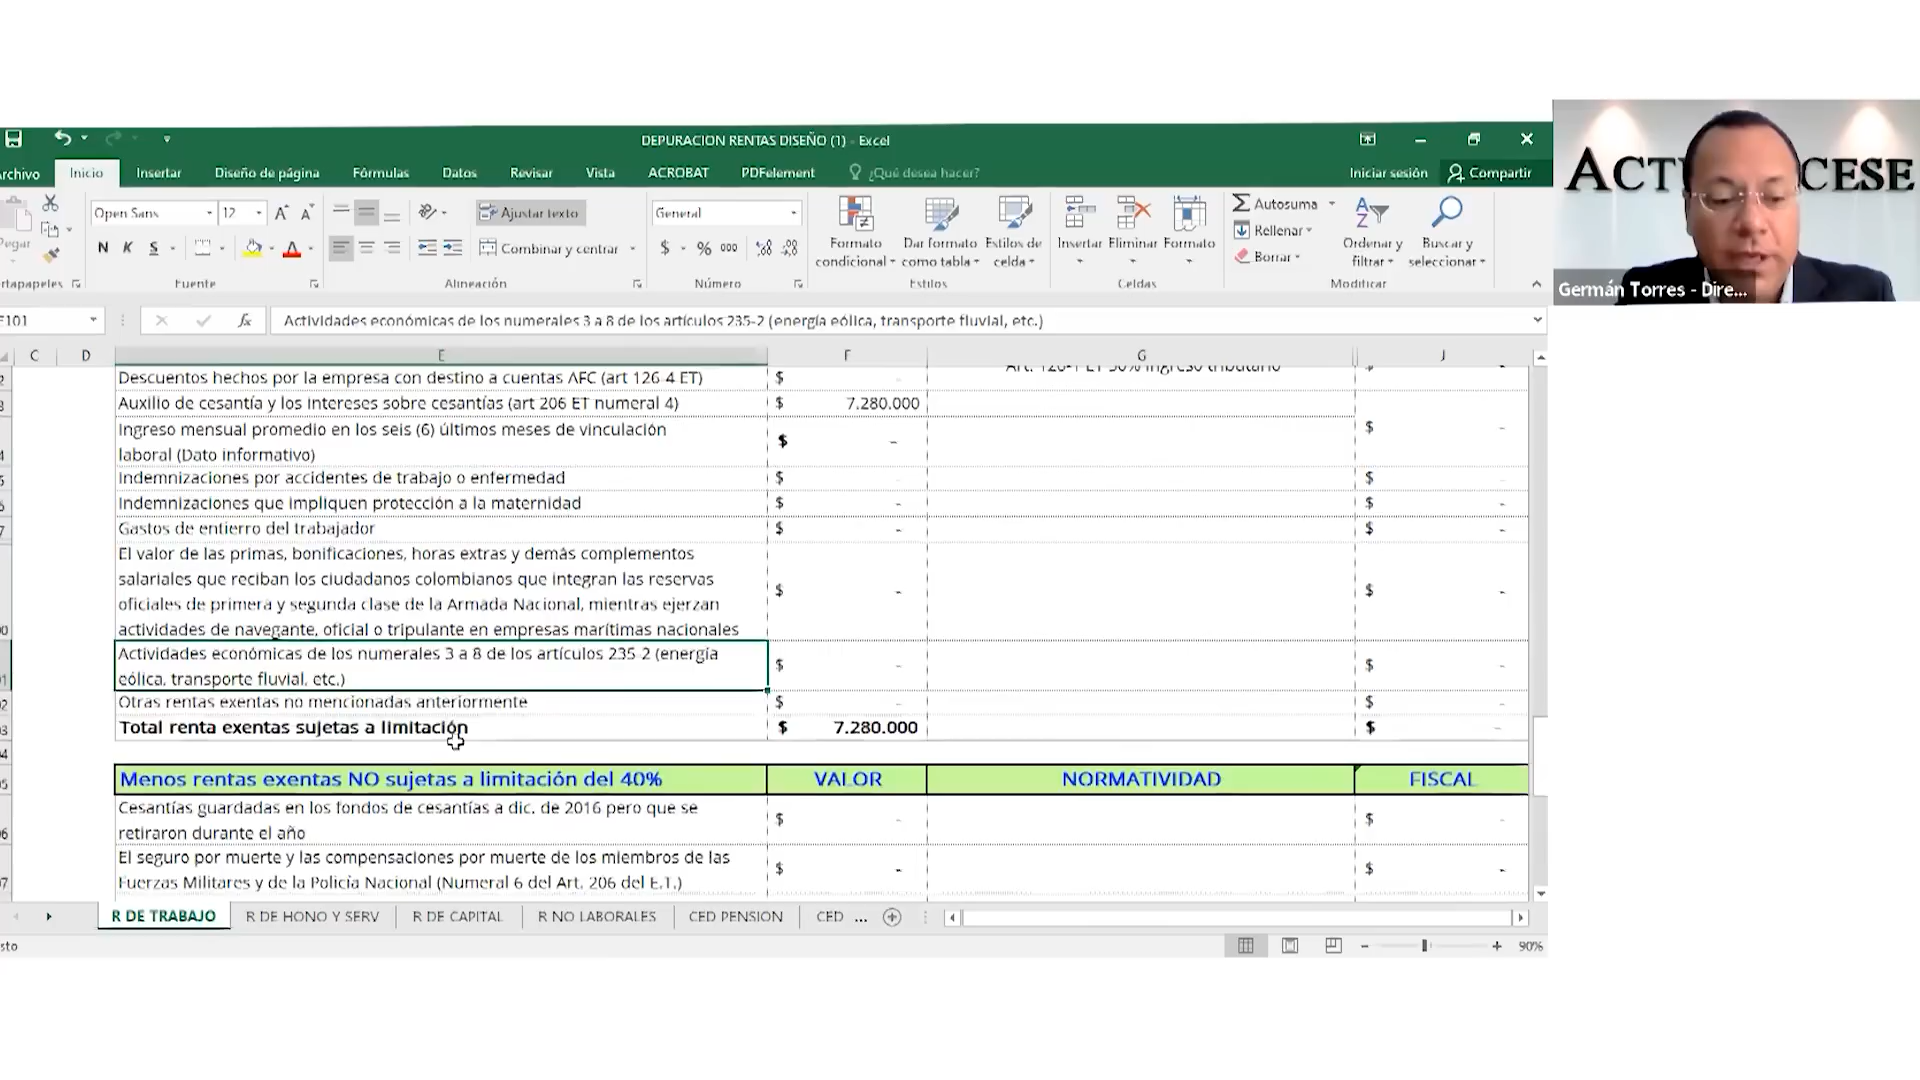 DEPURACION RENTAS DISEÑO (1) - Excel
Archivo Inicio Insertar Diseño de página Fórmulas Datos Revisar Vista ACROBAT PDFelement ¿Qué desea hacer? Iniciar sesión Compartir
Open Sans 12 Ajustar texto General
Formato condicional
Dar formato como tabla
Estilos de celda
Insertar Eliminar Formato
Autosuma
Rellenar
Borrar
Ordenar y filtrar
Buscar y seleccionar
Pegar
N K S A Combinar y centrar $ % 000
rtapapeles Fuente Alineación Número Estilos Celdas Modificar
E101 fx Actividades económicas de los numerales 3 a 8 de los artículos 235-2 (energía eólica, transporte fluvial, etc.)
C D E F G J
Descuentos hechos por la empresa con destino a cuentas AFC (art 126-4 ET) $ -
Auxilio de cesantía y los intereses sobre cesantías (art 206 ET numeral 4) $ 7.280.000
Ingreso mensual promedio en los seis (6) últimos meses de vinculación
laboral (Dato informativo) $ - $ -
Indemnizaciones por accidentes de trabajo o enfermedad $ - $ -
Indemnizaciones que impliquen protección a la maternidad $ - $ -
Gastos de entierro del trabajador $ - $ -
El valor de las primas, bonificaciones, horas extras y demás complementos
salariales que reciban los ciudadanos colombianos que integran las reservas
oficiales de primera y segunda clase de la Armada Nacional, mientras ejerzan
actividades de navegante, oficial o tripulante en empresas marítimas nacionales $ - $ -
Actividades económicas de los numerales 3 a 8 de los artículos 235-2 (energía
eólica, transporte fluvial, etc.) $ - $ -
Otras rentas exentas no mencionadas anteriormente $ - $ -
Total renta exentas sujetas a limitación $ 7.280.000 $ -
Menos rentas exentas NO sujetas a limitación del 40% VALOR NORMATIVIDAD FISCAL
Cesantías guardadas en los fondos de cesantías a dic. de 2016 pero que se
retiraron durante el año $ - $ -
El seguro por muerte y las compensaciones por muerte de los miembros de las
Fuerzas Militares y de la Policía Nacional (Numeral 6 del Art. 206 del E.T.) $ - $ -
R DE TRABAJO R DE HONO Y SERV R DE CAPITAL R NO LABORALES CED PENSION CED ...
sto 90%
ACT CESE
Germán Torres - Dire...